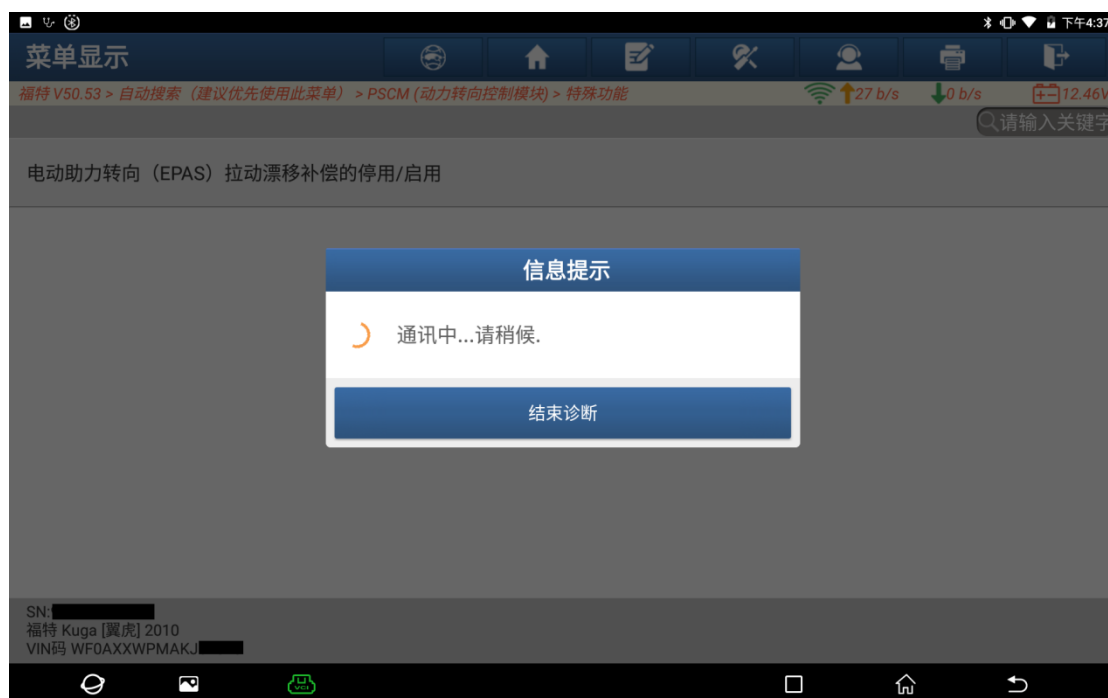 下午4:37
菜单显示
福特 V50.53 > 自动搜索（建议优先使用此菜单） > PSCM (动力转向控制模块) > 特殊功能 27 b/s 0 b/s 12.46V
请输入关键字
电动助力转向（EPAS）拉动漂移补偿的停用/启用
信息提示
通讯中...请稍候.
结束诊断
SN:
福特 Kuga [翼虎] 2010
VIN码 WF0AXXWPMAKJ
VCI